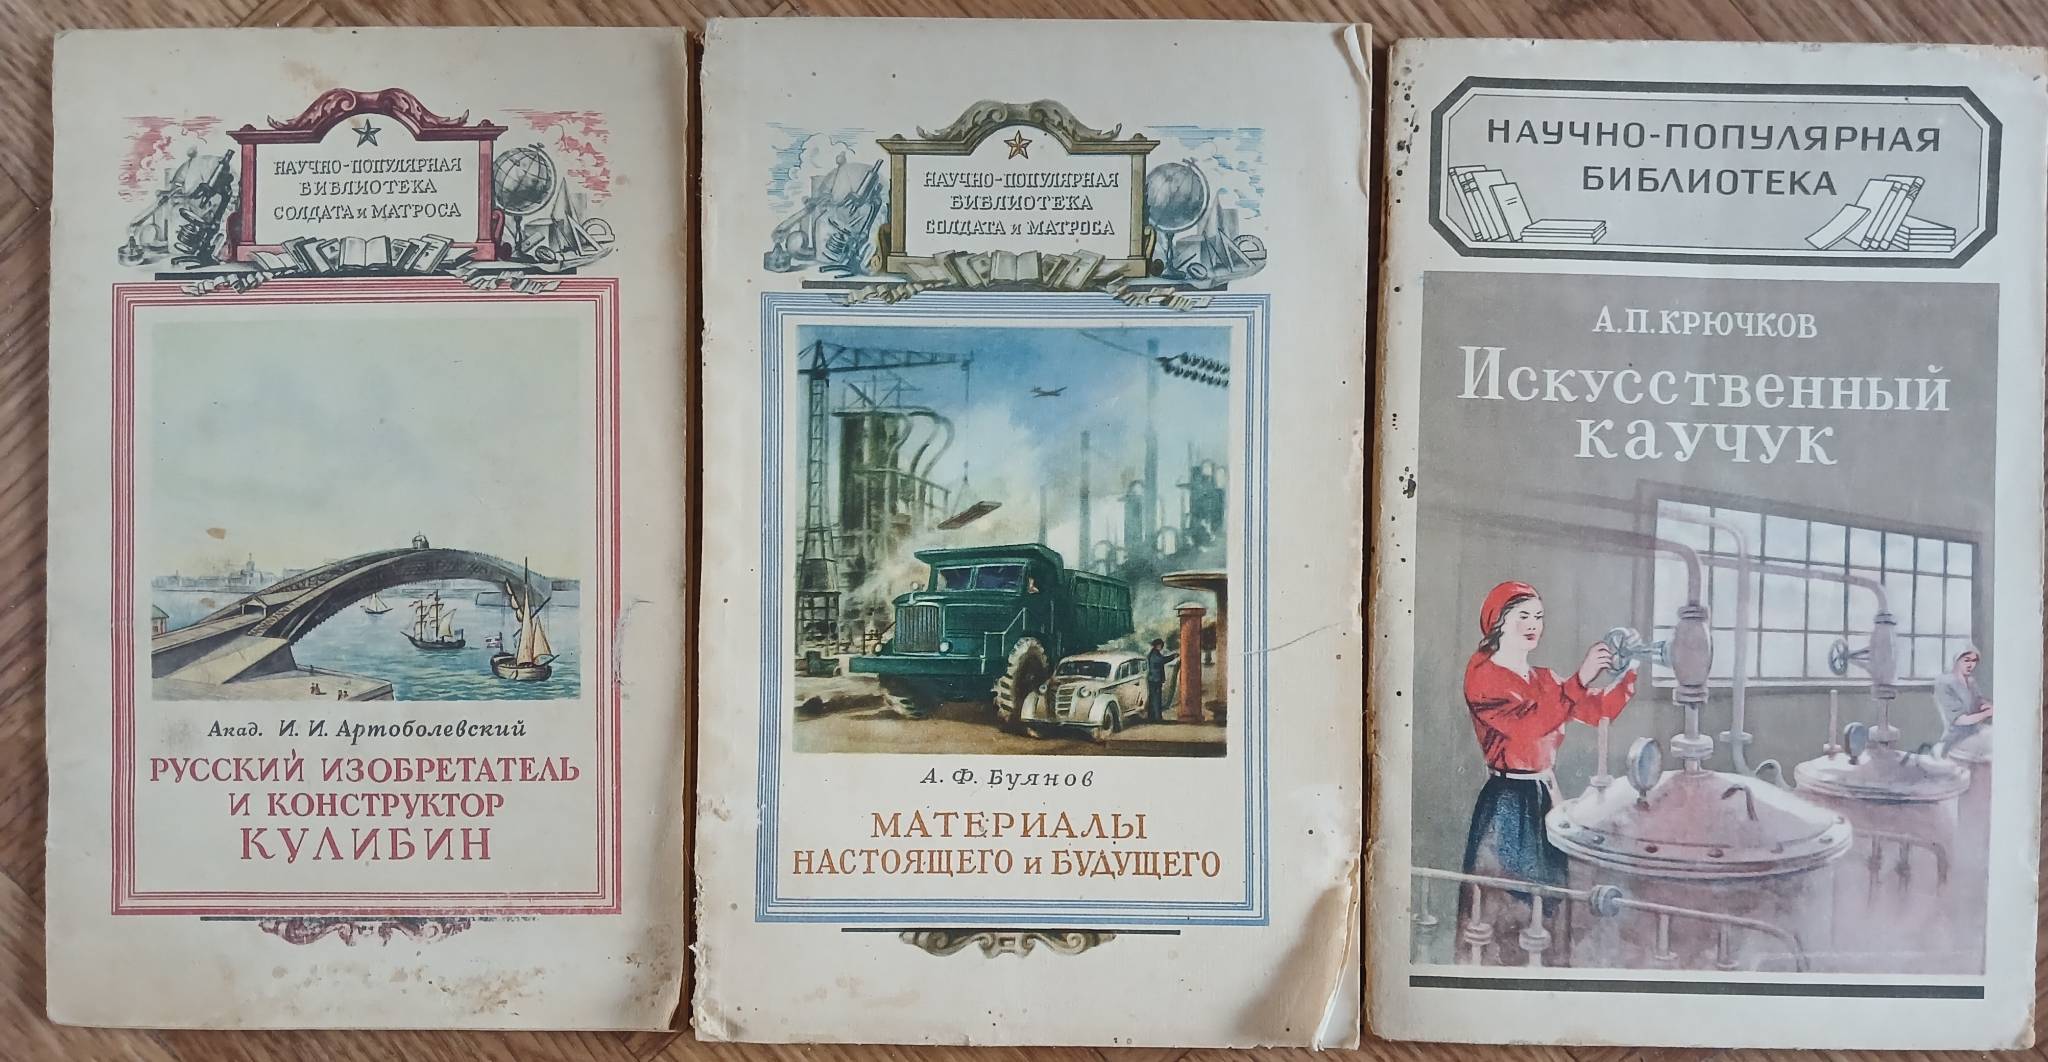 НАУЧНО-ПОПУЛЯРНАЯ
БИБЛИОТЕКА
СОЛДАТА и МАТРОСА
Акад. И. И. Артоболевский
РУССКИЙ ИЗОБРЕТАТЕЛЬ
И КОНСТРУКТОР
КУЛИБИН
НАУЧНО-ПОПУЛЯРНАЯ
БИБЛИОТЕКА
СОЛДАТА и МАТРОСА
А. Ф. Буянов
МАТЕРИАЛЫ
НАСТОЯЩЕГО и БУДУЩЕГО
НАУЧНО-ПОПУЛЯРНАЯ
БИБЛИОТЕКА
А.П.КРЮЧКОВ
Искусственный
каучук